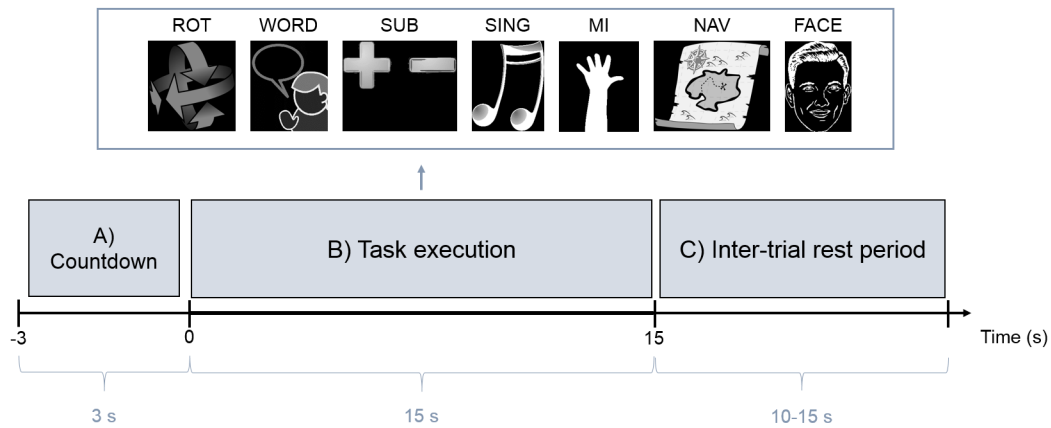 ROT WORD SUB SING MI NAV FACE
A)
Countdown
B) Task execution
C) Inter-trial rest period
-3 0 15 Time (s)
3 s 15 s 10-15 s